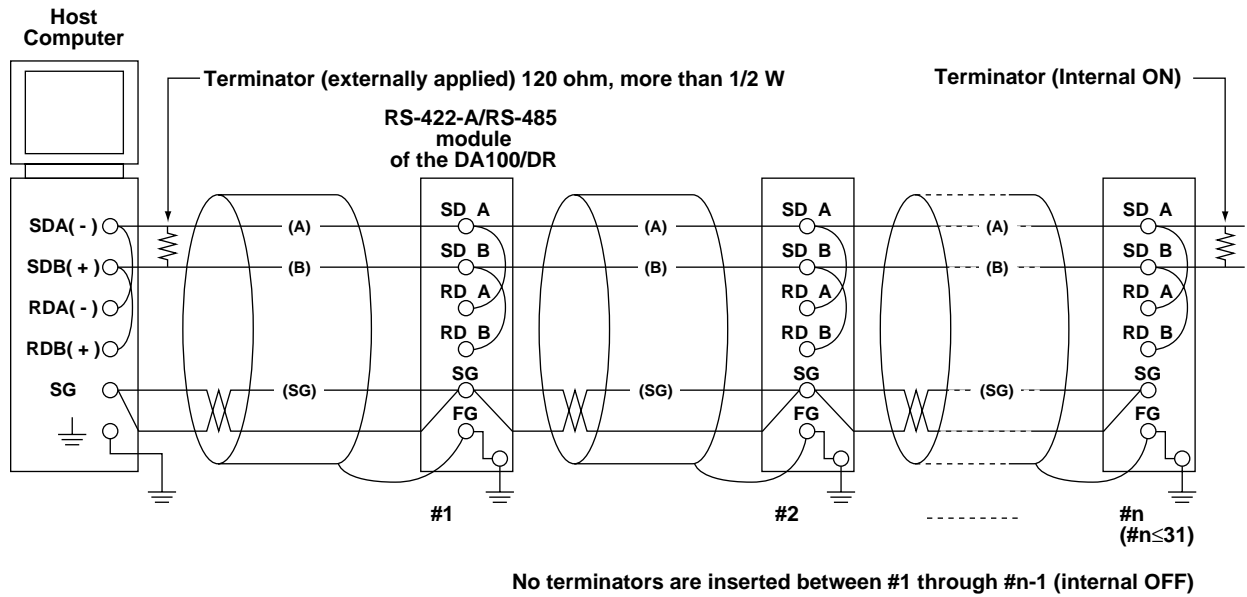 Host
Computer
Terminator (externally applied) 120 ohm, more than 1/2 W
Terminator (Internal ON)
RS-422-A/RS-485
module
of the DA100/DR
SDA( - )
SDB( + )
RDA( - )
RDB( + )
SG
(A)
(B)
(SG)
SD A
SD B
RD A
RD B
SG
FG
#1
(A)
(B)
(SG)
SD A
SD B
RD A
RD B
SG
FG
#2
(A)
(B)
(SG)
SD A
SD B
RD A
RD B
SG
FG
#n
(#n≤31)
No terminators are inserted between #1 through #n-1 (internal OFF)